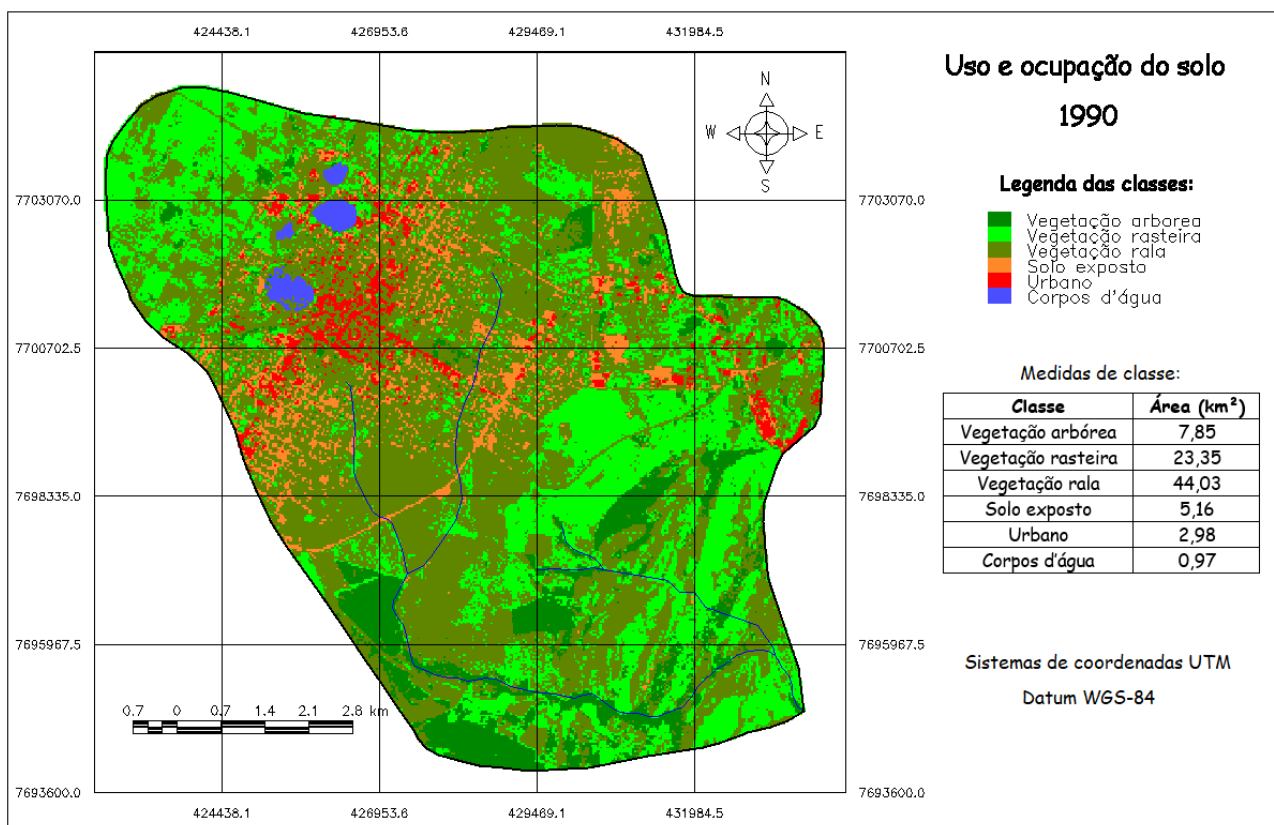 424438.1 426953.6 429469.1 431984.5
Uso e ocupação do solo
1990
N
W E
S
Legenda das classes:
Vegetação arborea
Vegetação rasteira
Vegetação rala
Solo exposto
Urbano
Corpos d'água
7703070.0 7703070.0
7700702.5 7700702.5
7698335.0 7698335.0
7695967.5 76959​67.5
7693600.0 7693600.0
Medidas de classe:
Classe Área (km²)
Vegetação arbórea 7,85
Vegetação rasteira 23,35
Vegetação rala 44,03
Solo exposto 5,16
Urbano 2,98
Corpos d'água 0,97
Sistemas de coordenadas UTM
Datum WGS-84
0.7 0 0.7 1.4 2.1 2.8 km
424438.1 426953.6 429469.1 431984.5